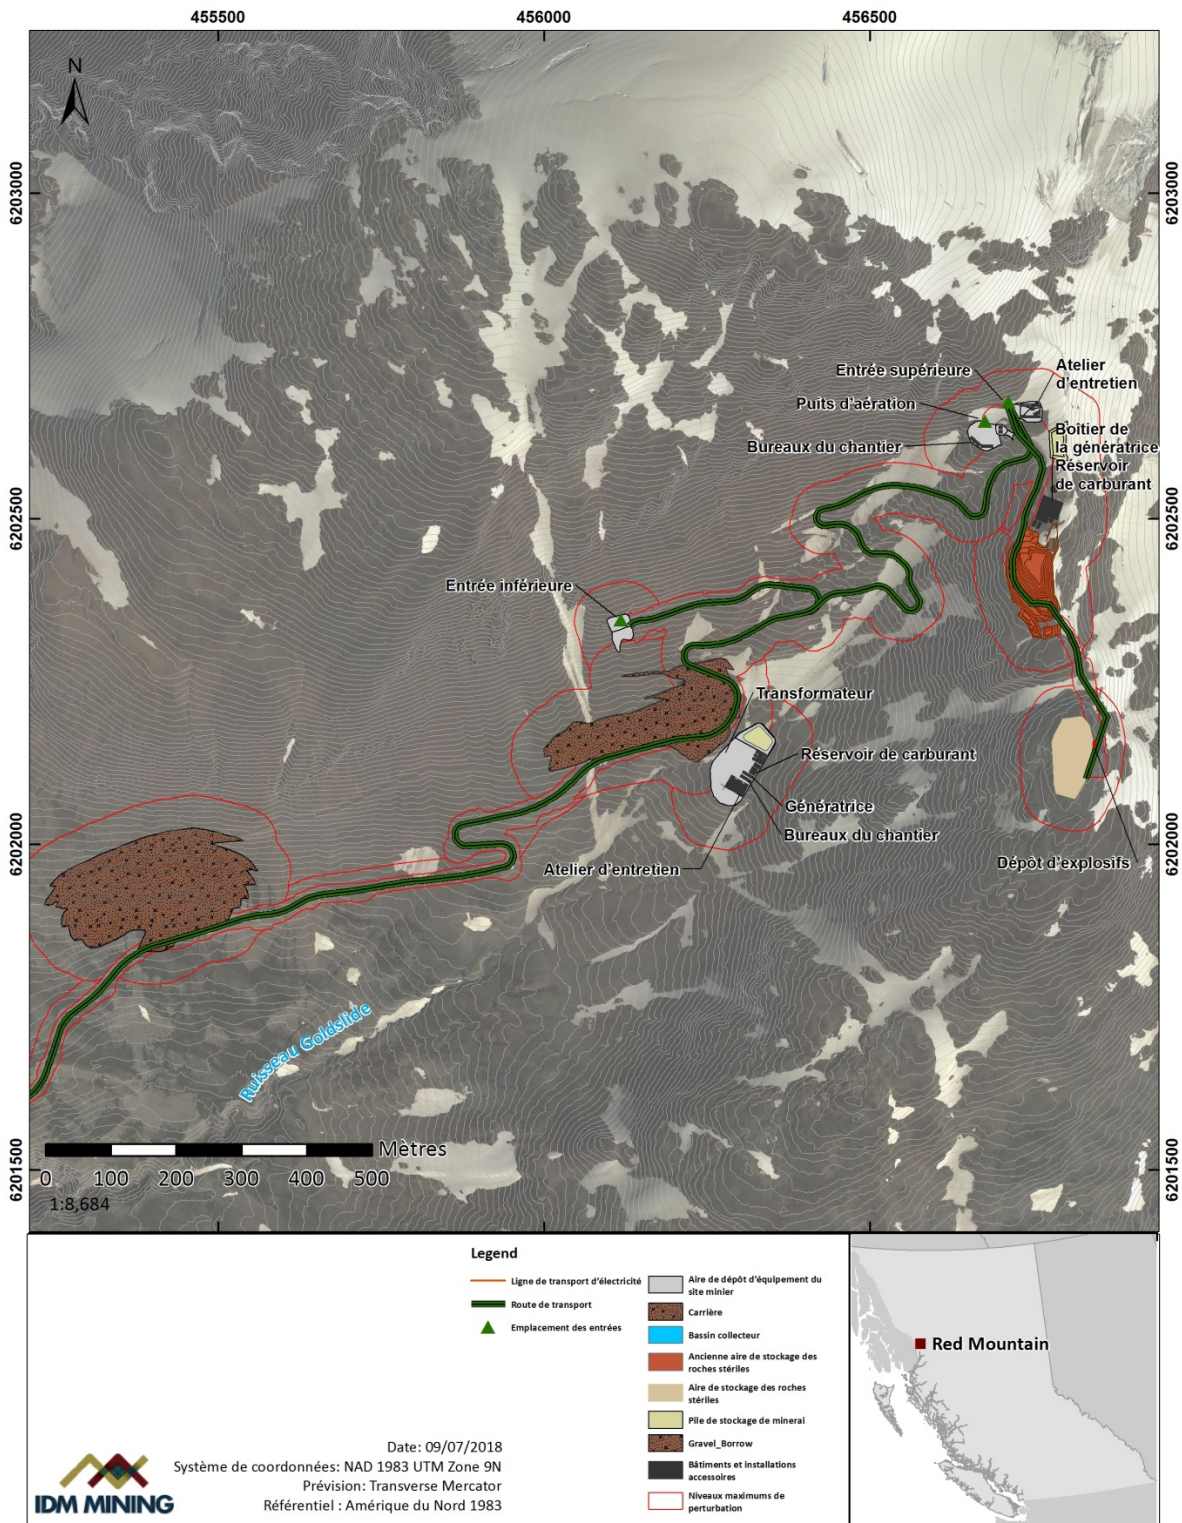 455500
456000
456500
N
6203000
6203000
Entrée supérieure
Atelier
d'entretien
Puits d'aération
Boîtier de
la génératrice
Bureaux du chantier
Réservoir
de carburant
6202500
6202500
Entrée inférieure
Transformateur
Réservoir de carburant
Génératrice
Bureaux du chantier
6202000
6202000
Atelier d'entretien
Dépôt d'explosifs
Ruisseau Goldslide
Mètres
0 100 200 300 400 500
1:8,684
6201500
6201500
Legend
Ligne de transport d'électricité
Route de transport
Emplacement des entrées
Aire de dépôt d'équipement du
site minier
Carrière
Bassin collecteur
Ancienne aire de stockage des
roches stériles
Aire de stockage des roches
stériles
Pile de stockage de minerai
Gravel_Borrow
Bâtiments et installations
accessoires
Niveaux maximums de
perturbation
Red Mountain
IDM MINING
Date: 09/07/2018
Système de coordonnées: NAD 1983 UTM Zone 9N
Prévision: Transverse Mercator
Référentiel : Amérique du Nord 1983